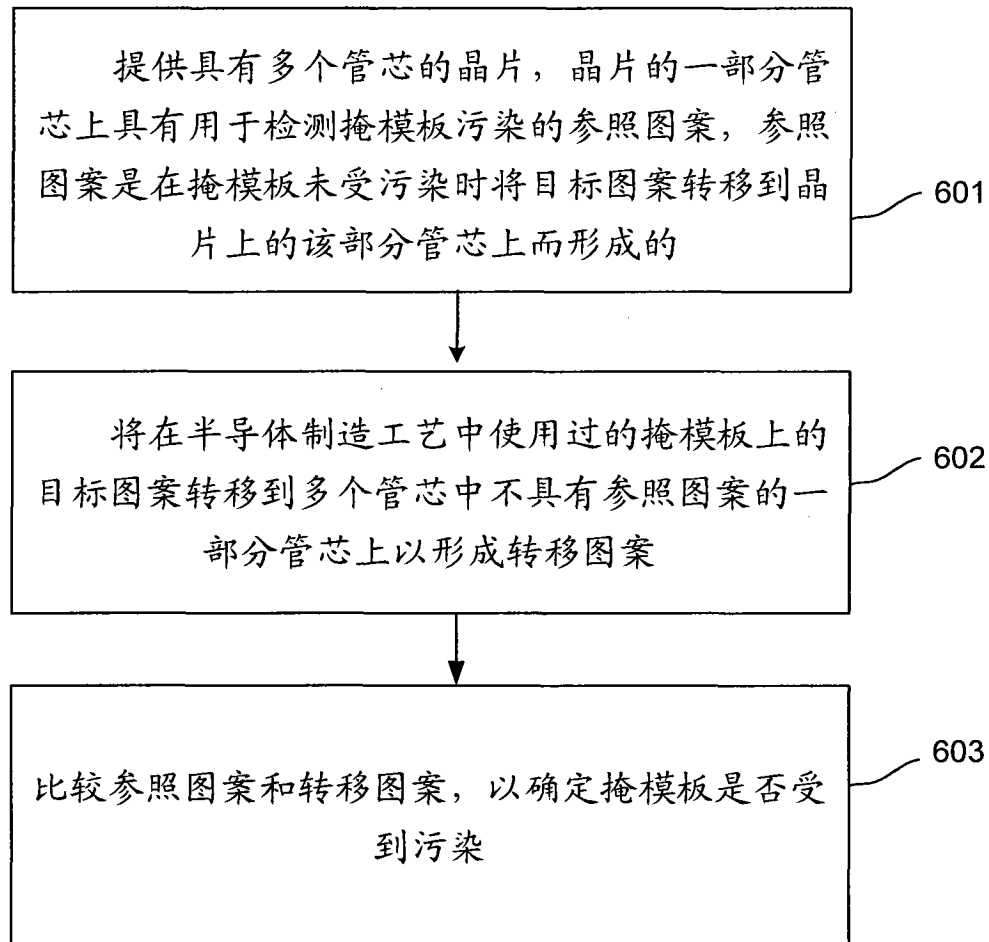 提供具有多个管芯的晶片，晶片的一部分管
芯上具有用于检测掩模板污染的参照图案，参照
图案是在掩模板未受污染时将目标图案转移到晶
片上的该部分管芯上而形成的
601
将在半导体制造工艺中使用过的掩模板上的
目标图案转移到多个管芯中不具有参照图案的一
部分管芯上以形成转移图案
602
比较参照图案和转移图案，以确定掩模板是否受
到污染
603